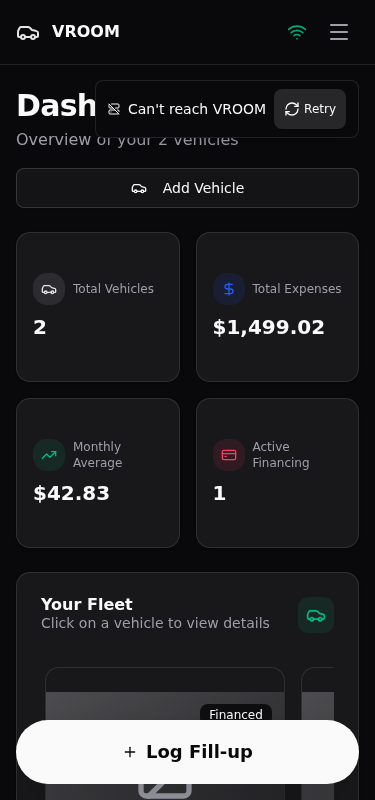 VROOM
Dash
Can't reach VROOM
Retry
Overview of your 2 vehicles
Add Vehicle
Total Vehicles
2
Total Expenses
$1,499.02
Monthly
Average
$42.83
Active
Financing
1
Your Fleet
Click on a vehicle to view details
Financed
+ Log Fill-up